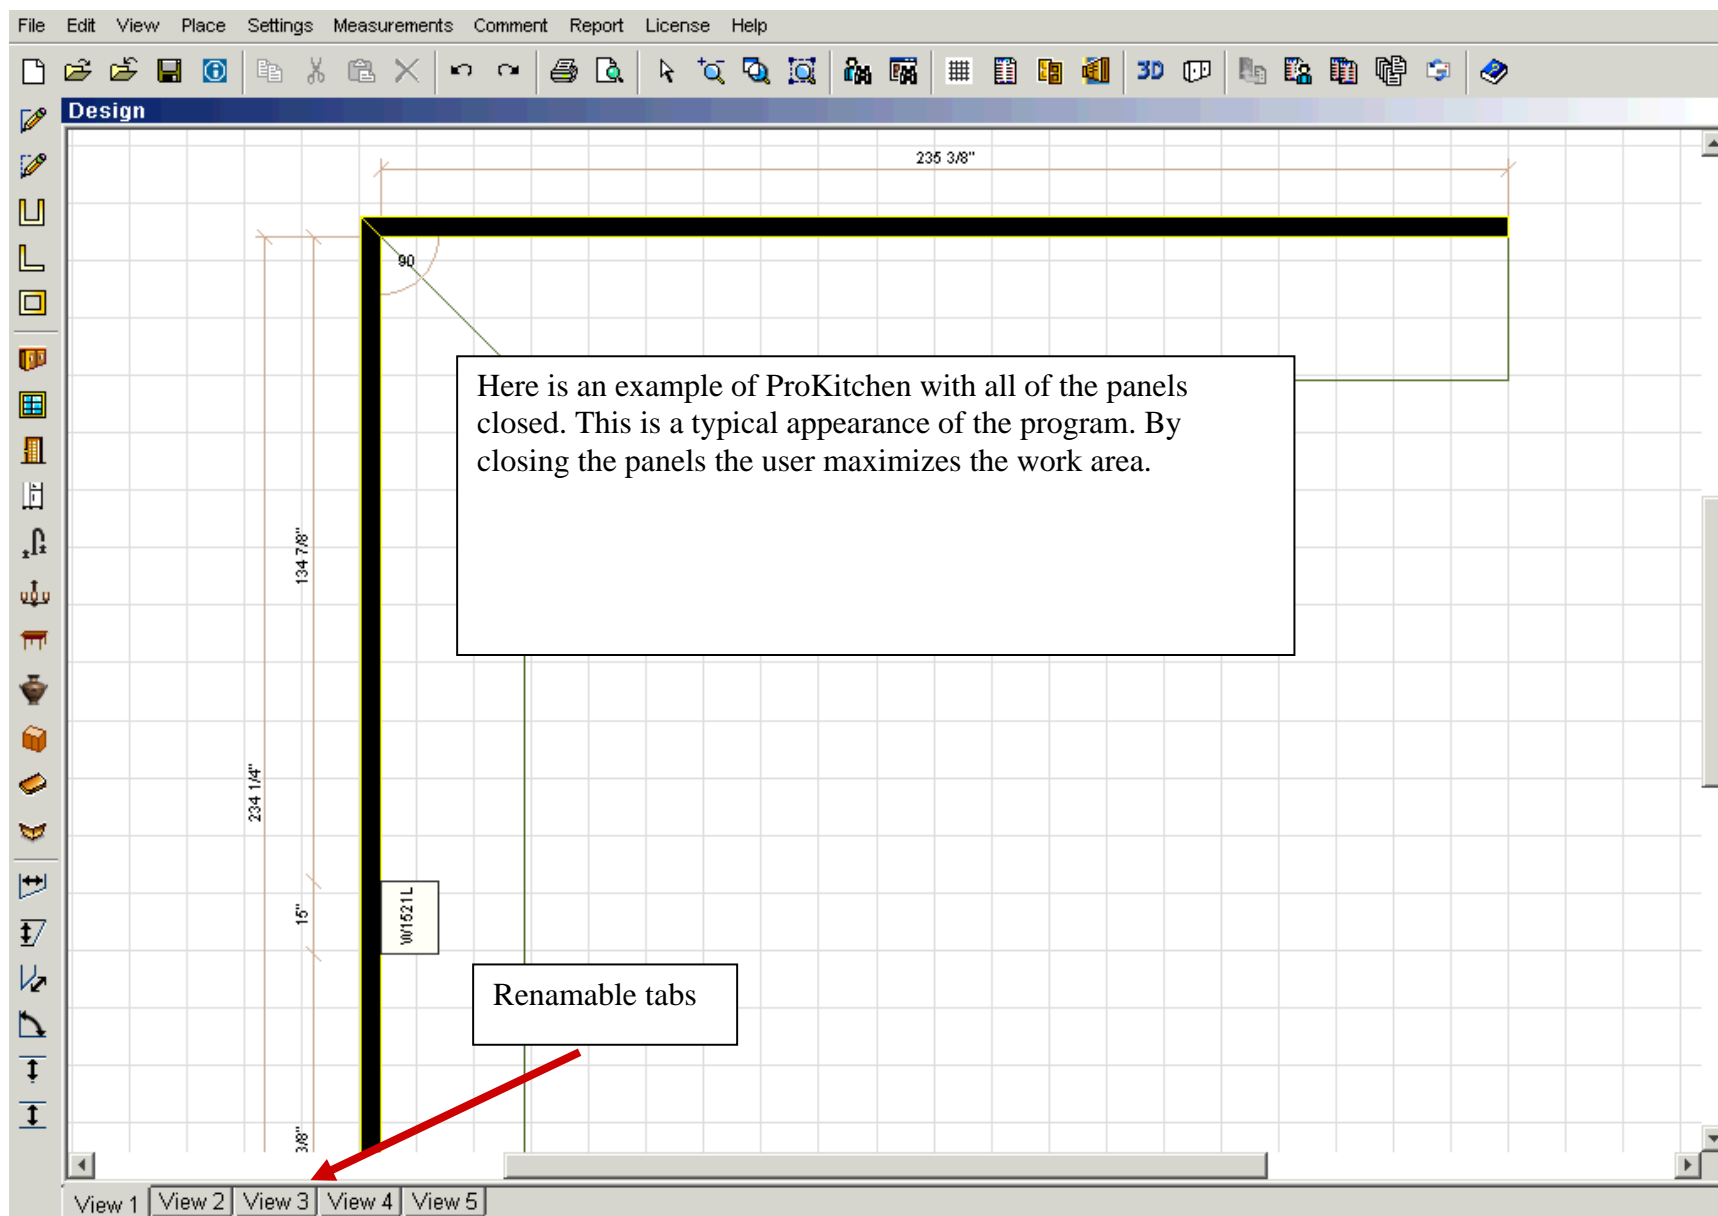 File Edit View Place Settings Measurements Comment Report License Help
3D
Design
235 3/8"
90
Here is an example of ProKitchen with all of the panels
closed. This is a typical appearance of the program. By
closing the panels the user maximizes the work area.
134 7/8"
234 1/4"
15"
W1521L
Renamable tabs
3/8"
View 1 View 2 View 3 View 4 View 5